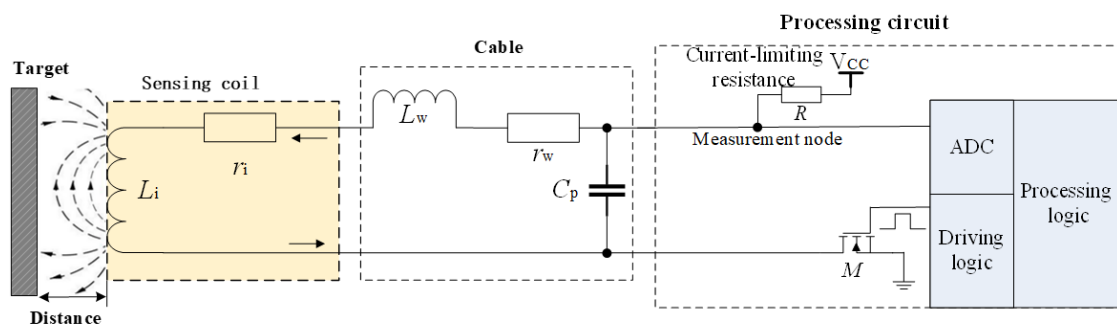 Processing circuit
Cable
Current-limiting
resistance
Vcc
Target
Sensing coil
Lw
R
Measurement node
ri
rw
ADC
Li
Cp
Processing
logic
Driving
logic
M
Distance